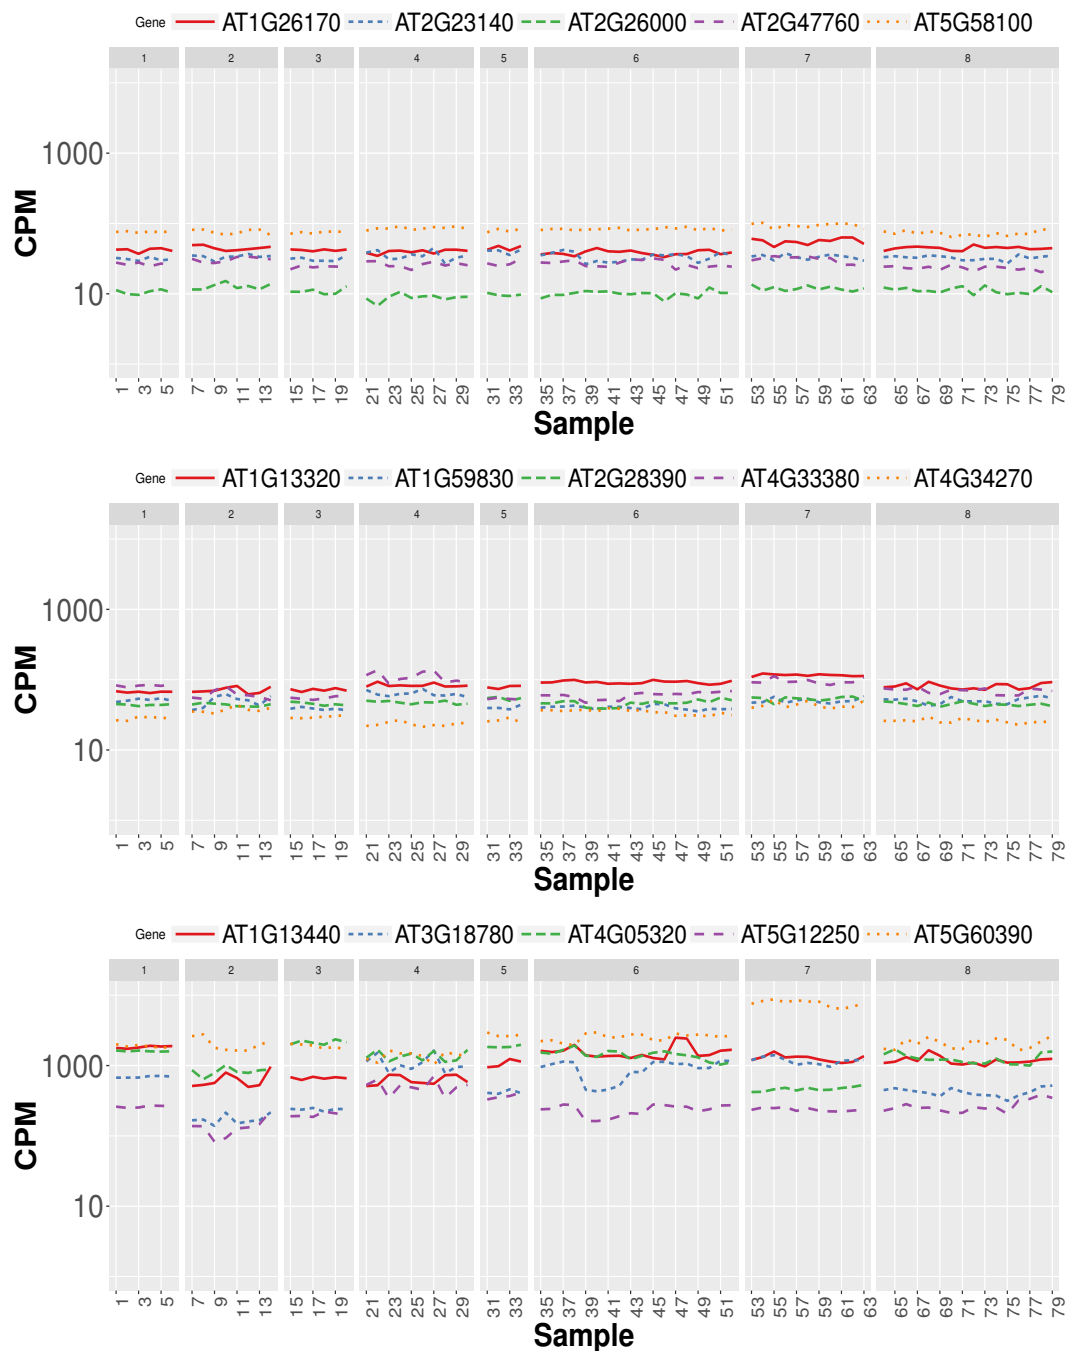 Gene AT1G26170 AT2G23140 AT2G26000 AT2G47760 AT5G58100
1 2 3 4 5 6 7 8
1000
10
CPM
1 3 5 7 9 11 13 15 17 19 21 23 25 27 29 31 33 35 37 39 41 43 45 47 49 51 53 55 57 59 61 63 65 67 69 71 73 75 77 79
Sample
Gene AT1G13320 AT1G59830 AT2G28390 AT4G33380 AT4G34270
1 2 3 4 5 6 7 8
1000
10
CPM
1 3 5 7 9 11 13 15 17 19 21 23 25 27 29 31 33 35 37 39 41 43 45 47 49 51 53 55 57 59 61 63 65 67 69 71 73 75 77 79
Sample
Gene AT1G13440 AT3G18780 AT4G05320 AT5G12250 AT5G60390
1 2 3 4 5 6 7 8
1000
10
CPM
1 3 5 7 9 11 13 15 17 19 21 23 25 27 29 31 33 35 37 39 41 43 45 47 49 51 53 55 57 59 61 63 65 67 69 71 73 75 77 79
Sample